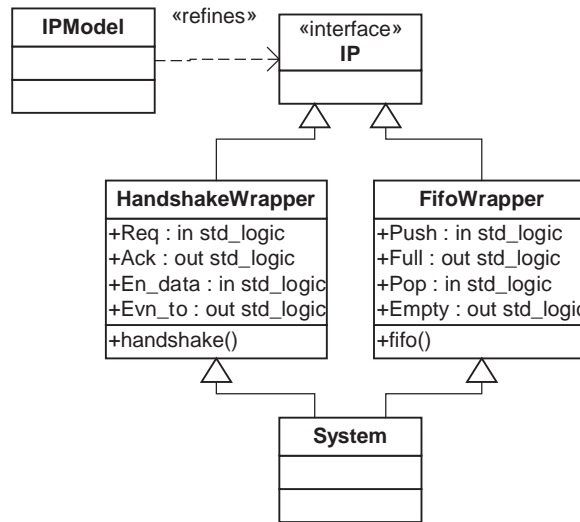 IPModel
«refines»
«interface»
IP
HandshakeWrapper
+Req : in std_logic
+Ack : out std_logic
+En_data : in std_logic
+Evn_to : out std_logic
+handshake()
FifoWrapper
+Push : in std_logic
+Full : out std_logic
+Pop : in std_logic
+Empty : out std_logic
+fifo()
System